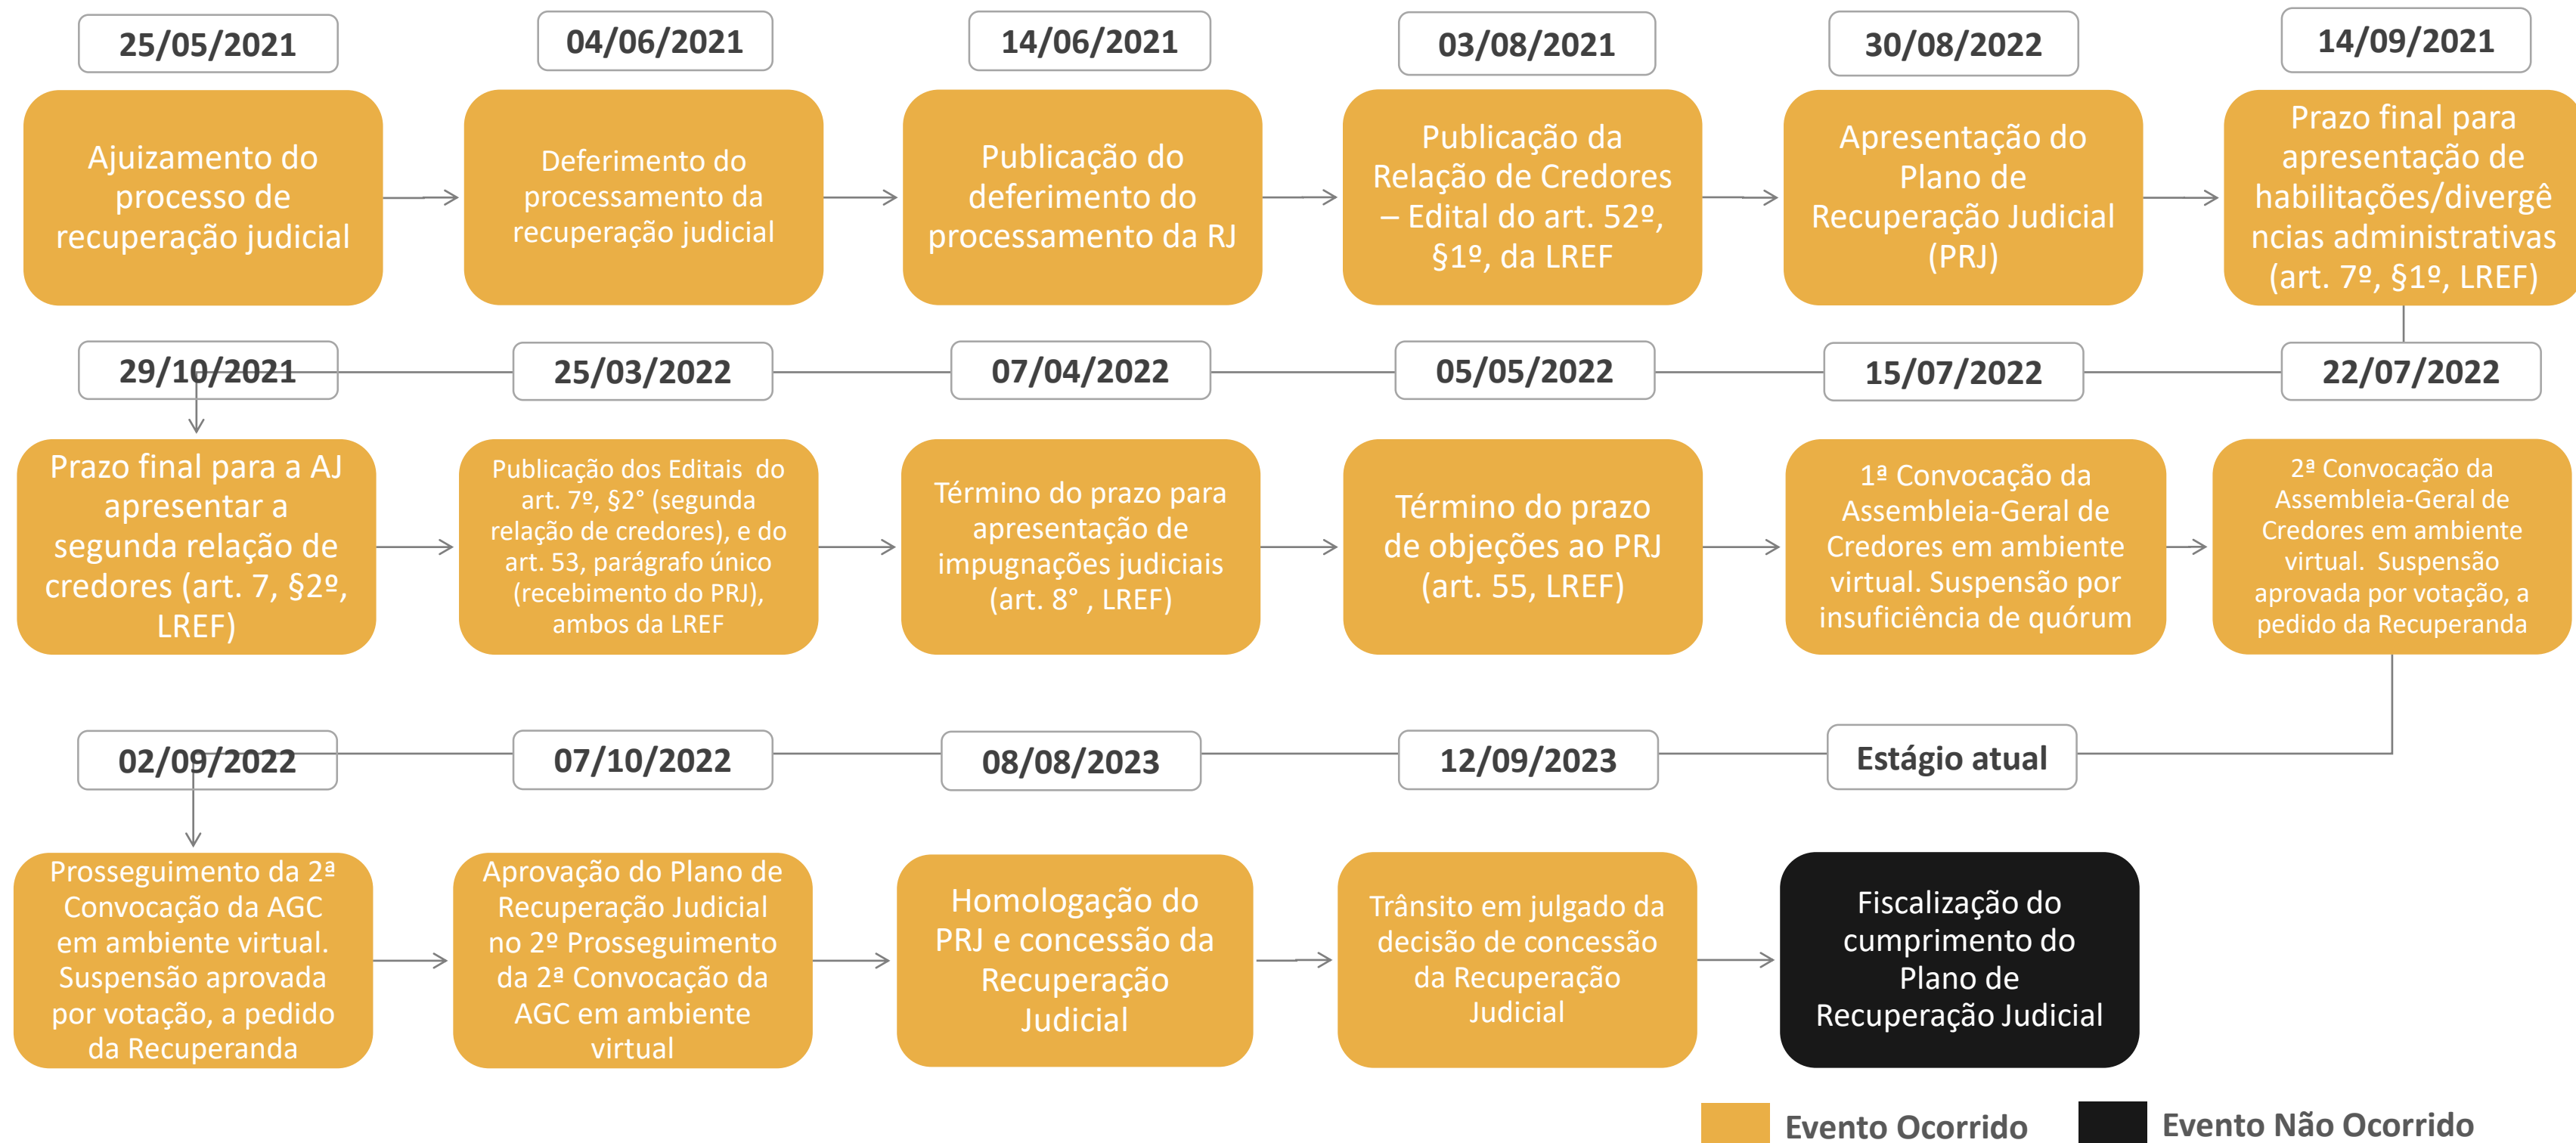 25/05/2021
04/06/2021
14/06/2021
03/08/2021
30/08/2022
14/09/2021
Ajuizamento do
processo de
recuperação judicial
Deferimento do
processamento da
recuperação judicial
Publicação do
deferimento do
processamento da RJ
Publicação da
Relação de Credores
– Edital do art. 52º,
§1º, da LREF
Apresentação do
Plano de
Recuperação Judicial
(PRJ)
Prazo final para
apresentação de
habilitações/divergê
ncias administrativas
(art. 7º, §1º, LREF)
29/10/2021
25/03/2022
07/04/2022
05/05/2022
15/07/2022
22/07/2022
Prazo final para a AJ
apresentar a
segunda relação de
credores (art. 7, §2º,
LREF)
Publicação dos Editais do
art. 7º, §2° (segunda
relação de credores), e do
art. 53, parágrafo único
(recebimento do PRJ),
ambos da LREF
Término do prazo para
apresentação de
impugnações judiciais
(art. 8° , LREF)
Término do prazo
de objeções ao PRJ
(art. 55, LREF)
1ª Convocação da
Assembleia-Geral de
Credores em ambiente
virtual. Suspensão por
insuficiência de quórum
2ª Convocação da
Assembleia-Geral de
Credores em ambiente
virtual. Suspensão
aprovada por votação, a
pedido da Recuperanda
02/09/2022
07/10/2022
08/08/2023
12/09/2023
Estágio atual
Prosseguimento da 2ª
Convocação da AGC
em ambiente virtual.
Suspensão aprovada
por votação, a pedido
da Recuperanda
Aprovação do Plano de
Recuperação Judicial
no 2º Prosseguimento
da 2ª Convocação da
AGC em ambiente
virtual
Homologação do
PRJ e concessão da
Recuperação
Judicial
Trânsito em julgado da
decisão de concessão
da Recuperação
Judicial
Fiscalização do
cumprimento do
Plano de
Recuperação Judicial
Evento Ocorrido
Evento Não Ocorrido